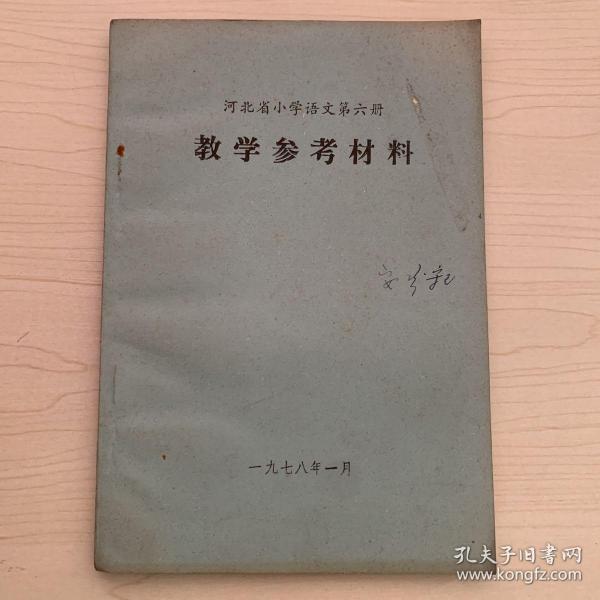 河北省小学语文第六册
教学参考材料
一九七八年一月
孔夫子旧书网
www.kongfz.com